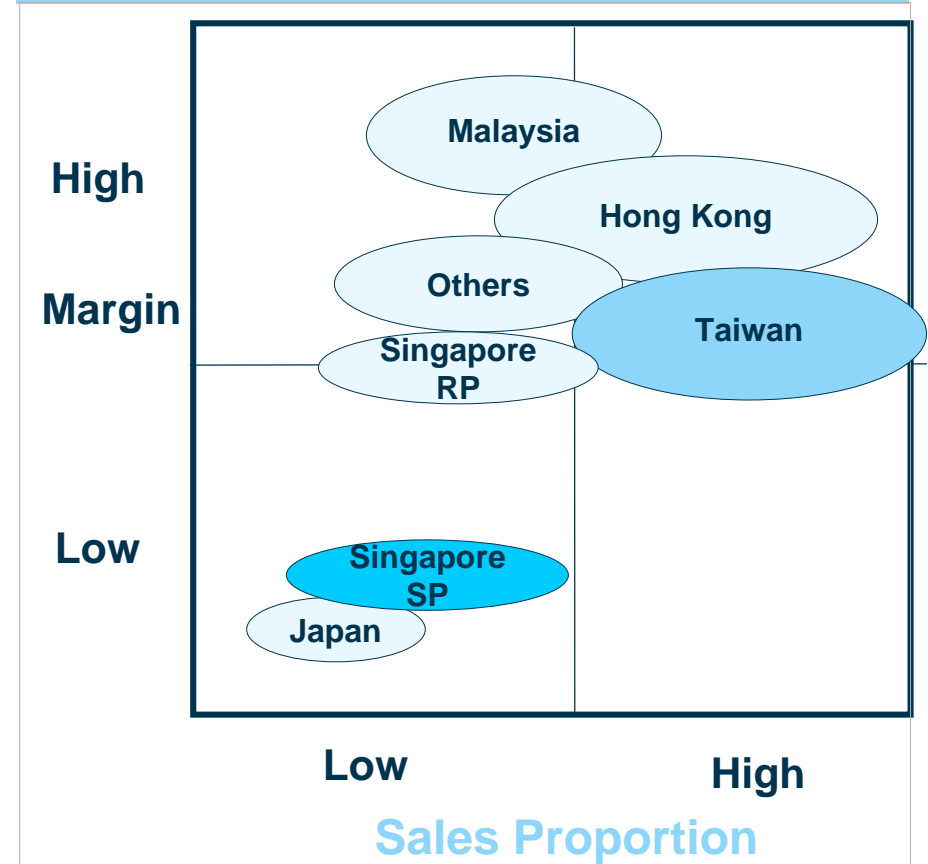 Malaysia
High
Hong Kong
Others
Margin
Taiwan
Singapore
RP
Low
Singapore
SP
Japan
Low
High
Sales Proportion